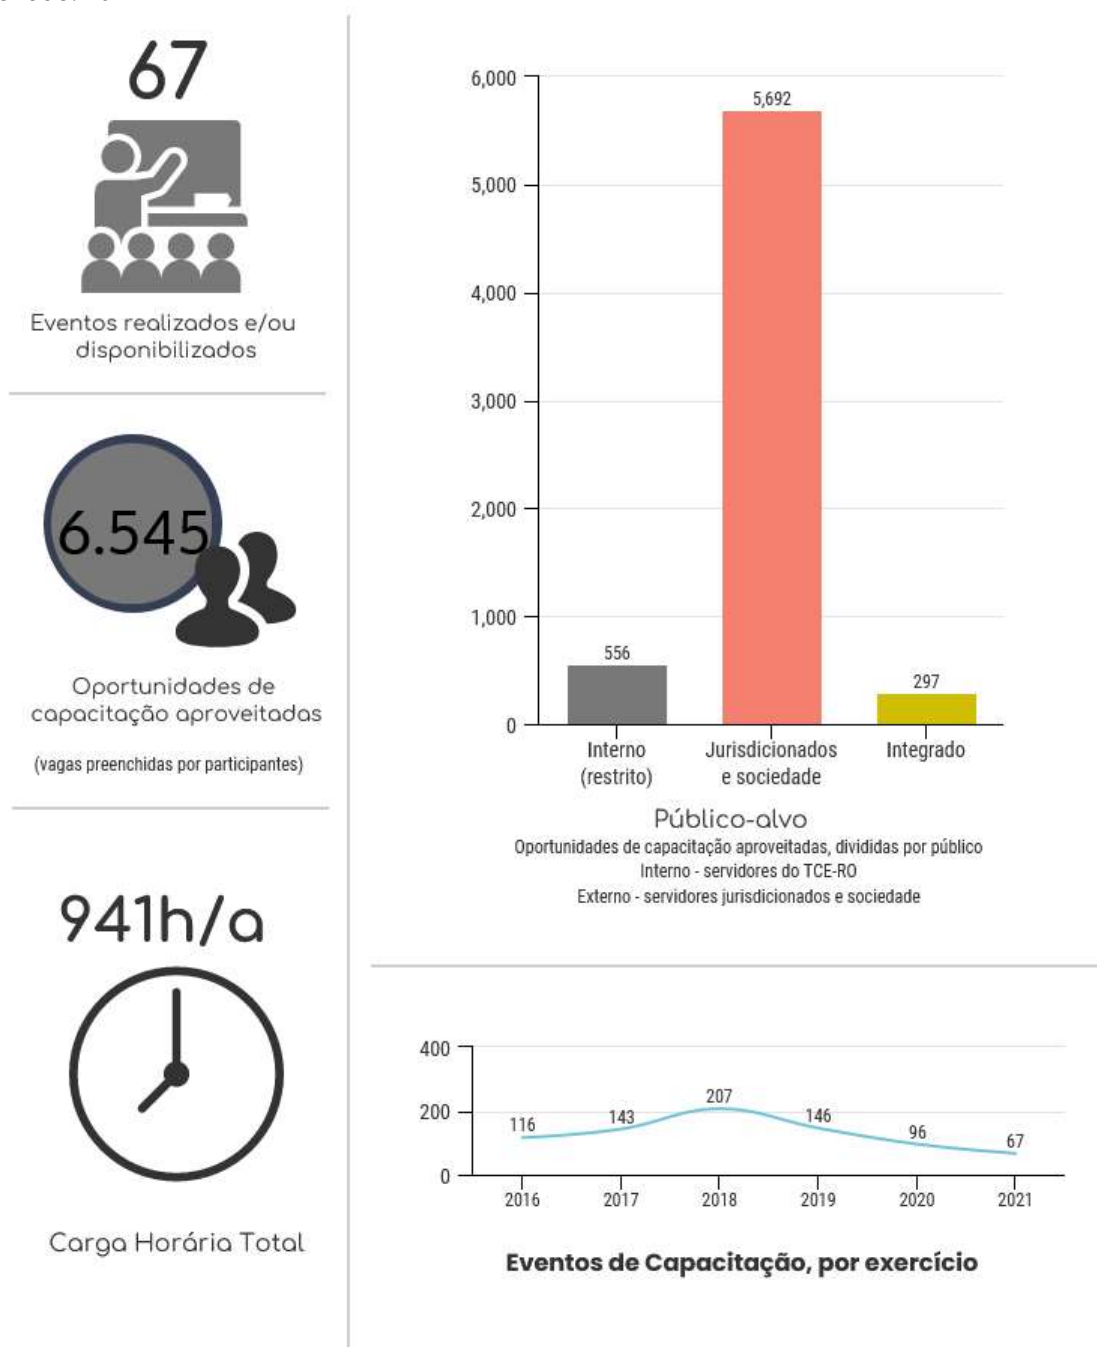 67
Eventos realizados e/ou
disponibilizados
6.545
Oportunidades de
capacitação aproveitadas
(vagas preenchidas por participantes)
941h/a
Carga Horária Total
6,000
5,000
4,000
3,000
2,000
1,000
0
5,692
556
297
Interno
(restrito)
Jurisdicionados
e sociedade
Integrado
Público-alvo
Oportunidades de capacitação aproveitadas, divididas por público
Interno - servidores do TCE-RO
Externo - servidores jurisdicionados e sociedade
400
200
0
116
143
207
146
96
67
2016
2017
2018
2019
2020
2021
Eventos de Capacitação, por exercício